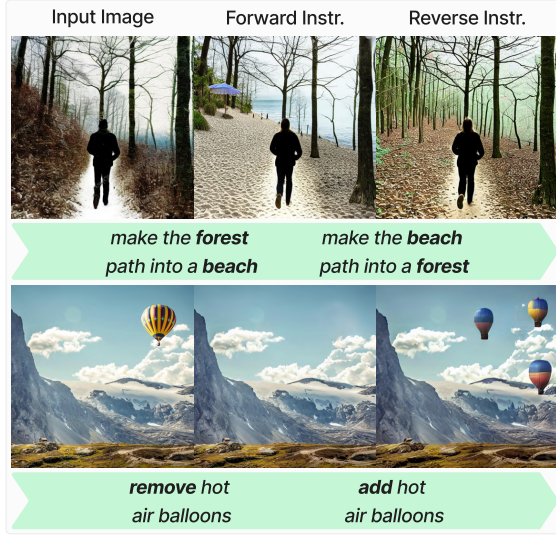 Input Image Forward Instr. Reverse Instr.
make the forest make the beach
path into a beach path into a forest
remove hot add hot
air balloons air balloons